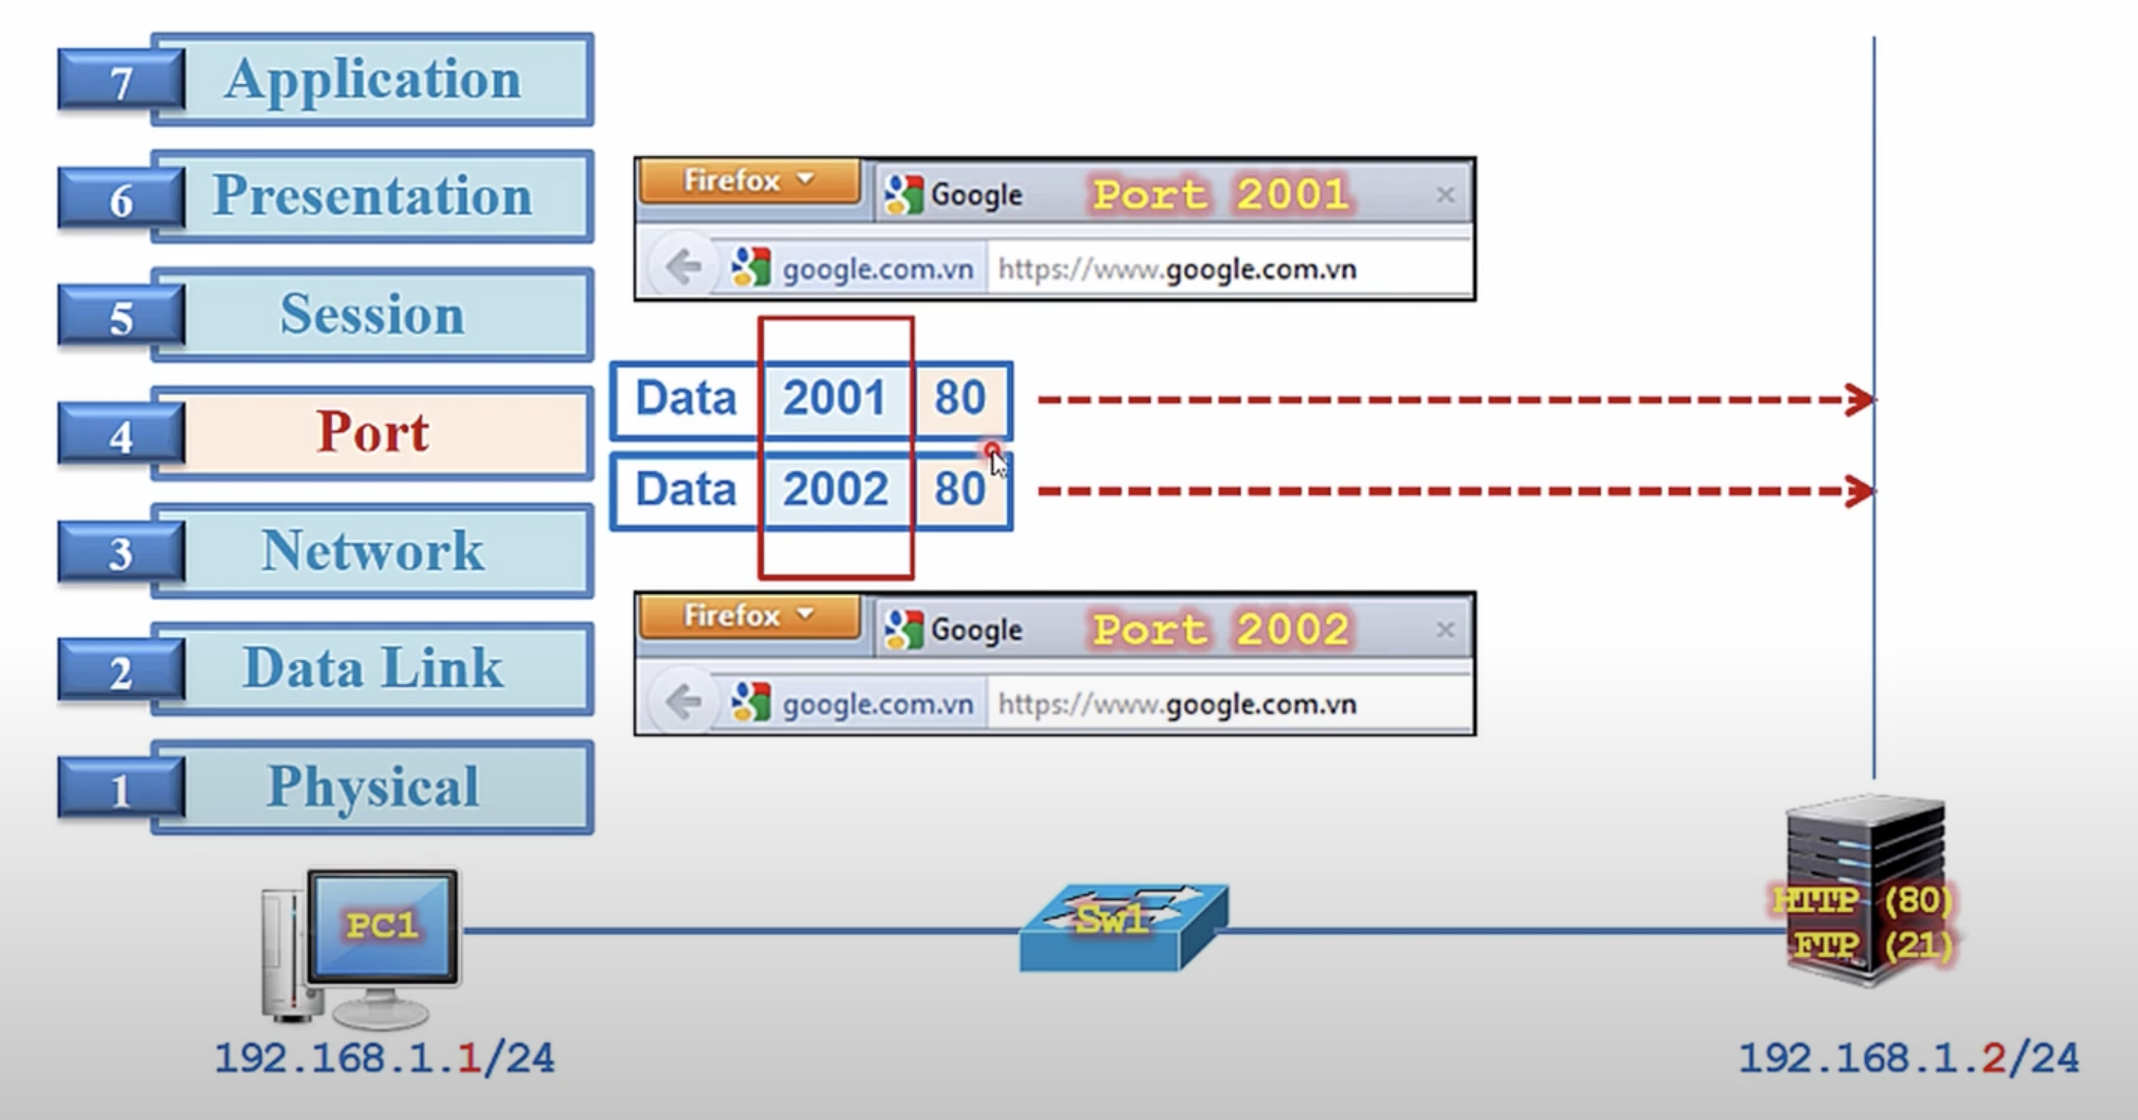 7 Application
6 Presentation
5 Session
4 Port
3 Network
2 Data Link
1 Physical
Firefox Google Port 2001
google.com.vn https://www.google.com.vn
Data 2001 80
Data 2002 80
Firefox Google Port 2002
google.com.vn https://www.google.com.vn
PC1
Sw1
HTTP (80)
FTP (21)
192.168.1.1/24
192.168.1.2/24